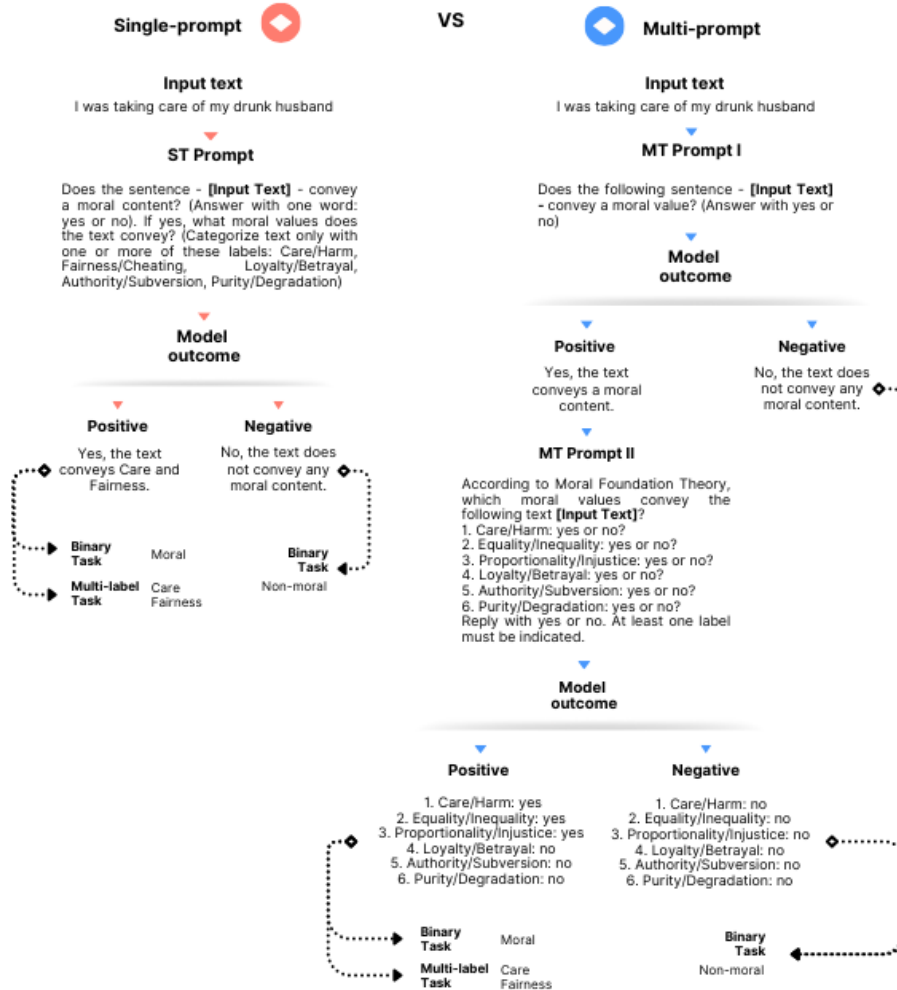 Single-prompt
VS
Multi-prompt
Input text
I was taking care of my drunk husband
ST Prompt
Does the sentence - [Input Text] - convey
a moral content? (Answer with one word:
yes or no). If yes, what moral values does
the text convey? (Categorize text only with
one or more of these labels: Care/Harm,
Fairness/Cheating, Loyalty/Betrayal,
Authority/Subversion, Purity/Degradation)
Model
outcome
Positive
Yes, the text
conveys Care and
Fairness.
Negative
No, the text does
not convey any
moral content.
Binary
Task
Moral
Multi-label
Task
Care
Fairness
Binary
Task
Non-moral
Input text
I was taking care of my drunk husband
MT Prompt I
Does the following sentence - [Input Text]
- convey a moral value? (Answer with yes or
no)
Model
outcome
Positive
Yes, the text
conveys a moral
content.
Negative
No, the text does
not convey any
moral content.
MT Prompt II
According to Moral Foundation Theory,
which moral values convey the
following text [Input Text]?
1. Care/Harm: yes or no?
2. Equality/Inequality: yes or no?
3. Proportionality/Injustice: yes or no?
4. Loyalty/Betrayal: yes or no?
5. Authority/Subversion: yes or no?
6. Purity/Degradation: yes or no?
Reply with yes or no. At least one label
must be indicated.
Model
outcome
Positive
1. Care/Harm: yes
2. Equality/Inequality: yes
3. Proportionality/Injustice: yes
4. Loyalty/Betrayal: no
5. Authority/Subversion: no
6. Purity/Degradation: no
Negative
1. Care/Harm: no
2. Equality/Inequality: no
3. Proportionality/Injustice: no
4. Loyalty/Betrayal: no
5. Authority/Subversion: no
6. Purity/Degradation: no
Binary
Task
Moral
Multi-label
Task
Care
Fairness
Binary
Task
Non-moral